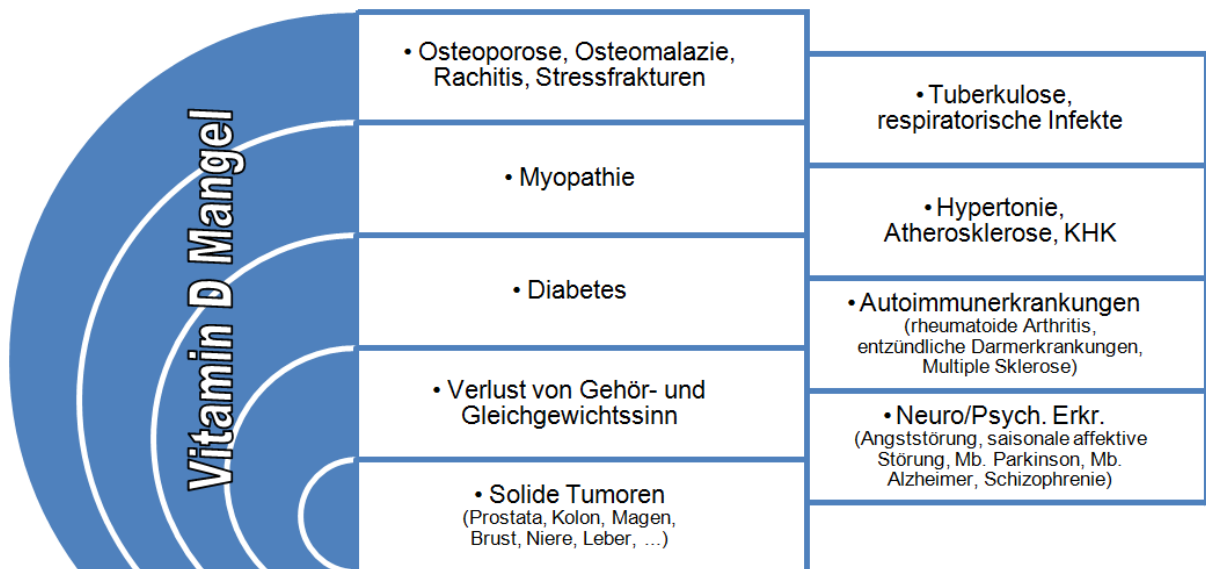 Vitamin D Mangel
• Osteoporose, Osteomalazie,
Rachitis, Stressfrakturen
• Myopathie
• Diabetes
• Verlust von Gehör- und
Gleichgewichtssinn
• Solide Tumoren
(Prostata, Kolon, Magen,
Brust, Niere, Leber, …)
• Tuberkulose,
respiratorische Infekte
• Hypertonie,
Atherosklerose, KHK
• Autoimmunerkrankungen
(rheumatoide Arthritis,
entzündliche Darmerkrankungen,
Multiple Sklerose)
• Neuro/Psych. Erkr.
(Angststörung, saisonale affektive
Störung, Mb. Parkinson, Mb.
Alzheimer, Schizophrenie)